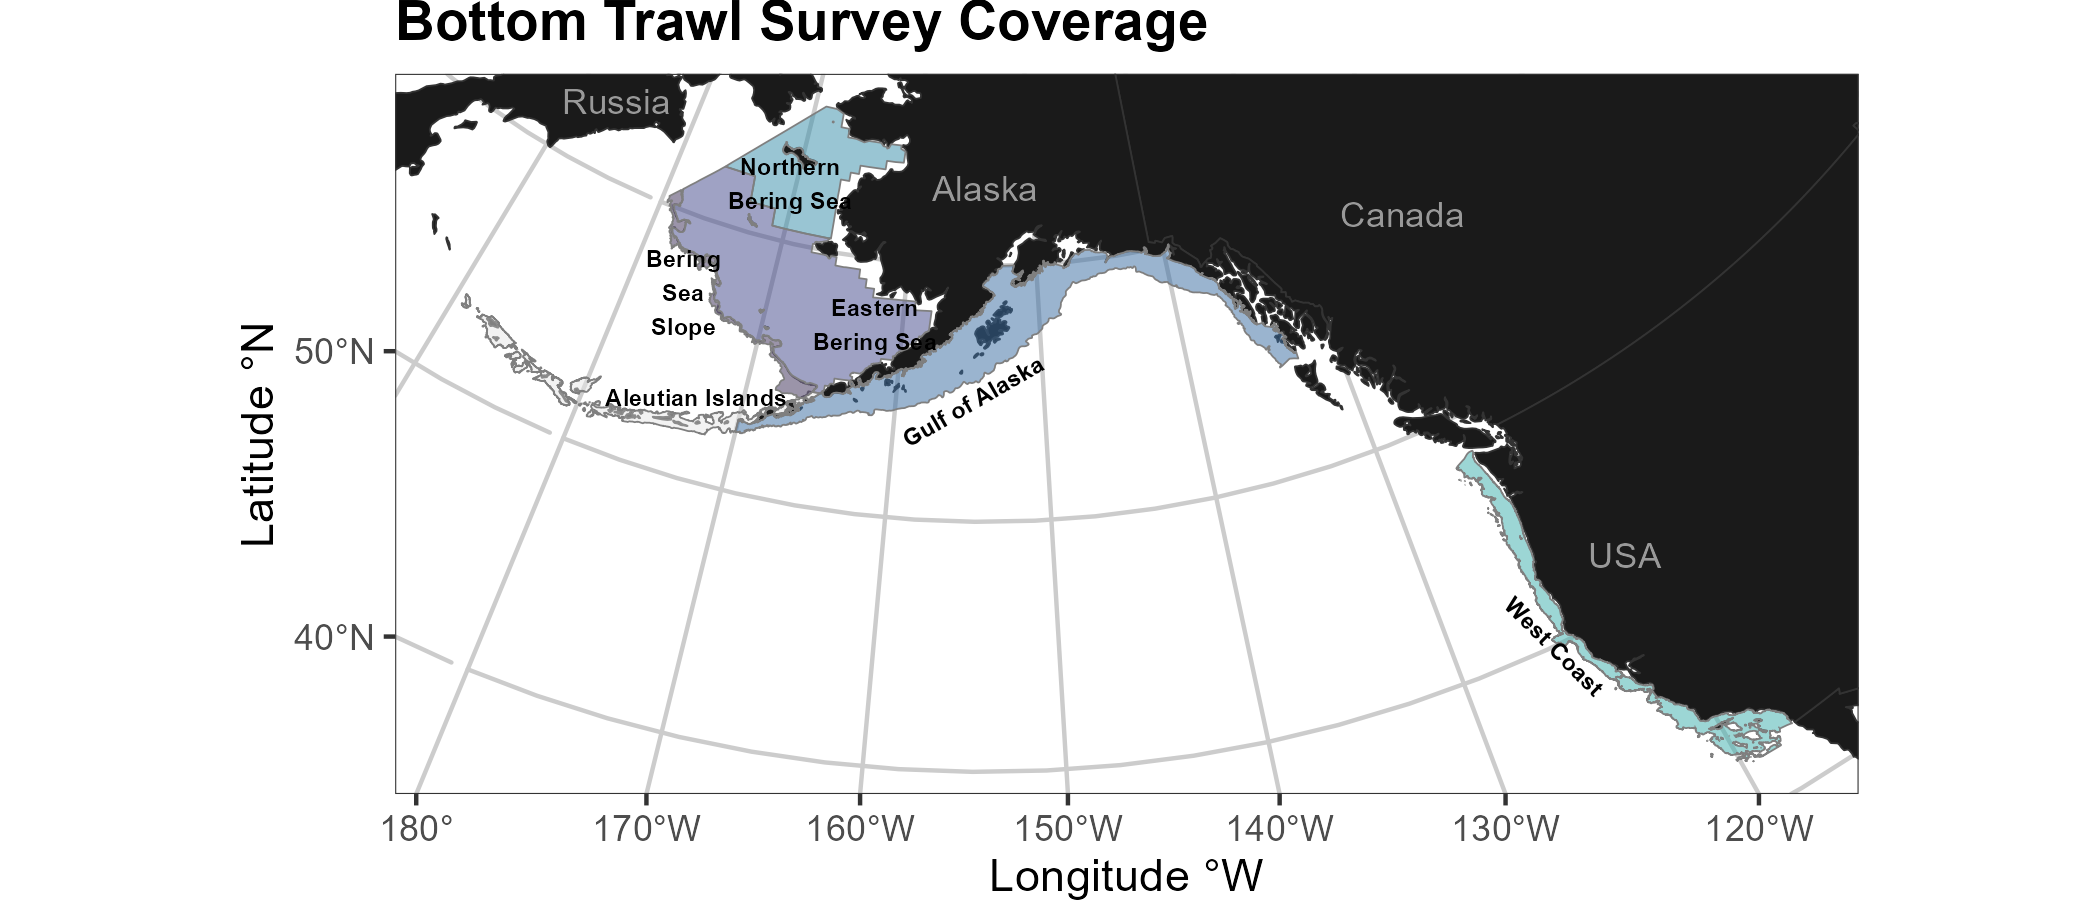 Bottom Trawl Survey Coverage
Russia
Northern
Bering Sea
Alaska
Canada
Bering
Sea
Slope
Eastern
Bering Sea
Aleutian Islands
Gulf of Alaska
USA
West Coast
Latitude °N
50°N
40°N
180°
170°W
160°W
150°W
140°W
130°W
120°W
Longitude °W